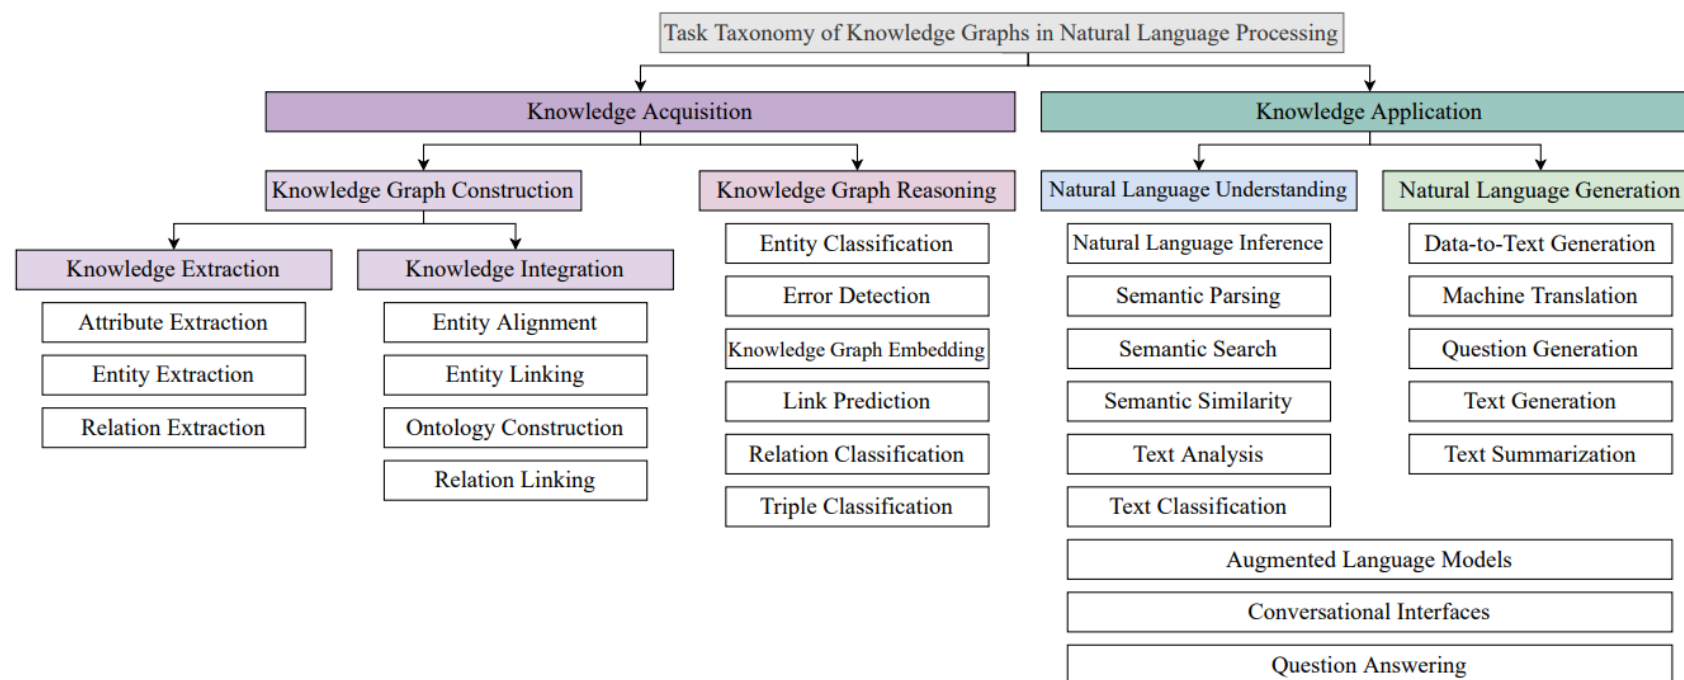 Task Taxonomy of Knowledge Graphs in Natural Language Processing
Knowledge Acquisition
Knowledge Application
Knowledge Graph Construction
Knowledge Graph Reasoning
Natural Language Understanding
Natural Language Generation
Knowledge Extraction
Knowledge Integration
Attribute Extraction
Entity Extraction
Relation Extraction
Entity Alignment
Entity Linking
Ontology Construction
Relation Linking
Entity Classification
Error Detection
Knowledge Graph Embedding
Link Prediction
Relation Classification
Triple Classification
Natural Language Inference
Semantic Parsing
Semantic Search
Semantic Similarity
Text Analysis
Text Classification
Data-to-Text Generation
Machine Translation
Question Generation
Text Generation
Text Summarization
Augmented Language Models
Conversational Interfaces
Question Answering